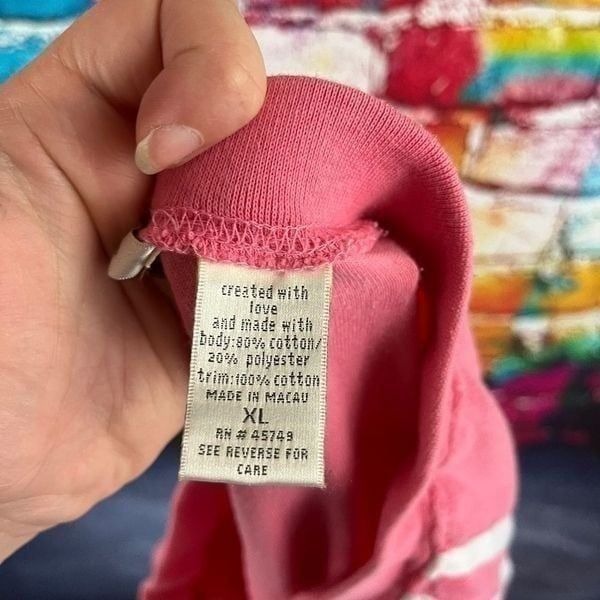 created with
love
and made with
body:80% cotton/
20% polyester
trim:100% cotton
MADE IN MACAU
XL
RN # 45749
SEE REVERSE FOR
CARE